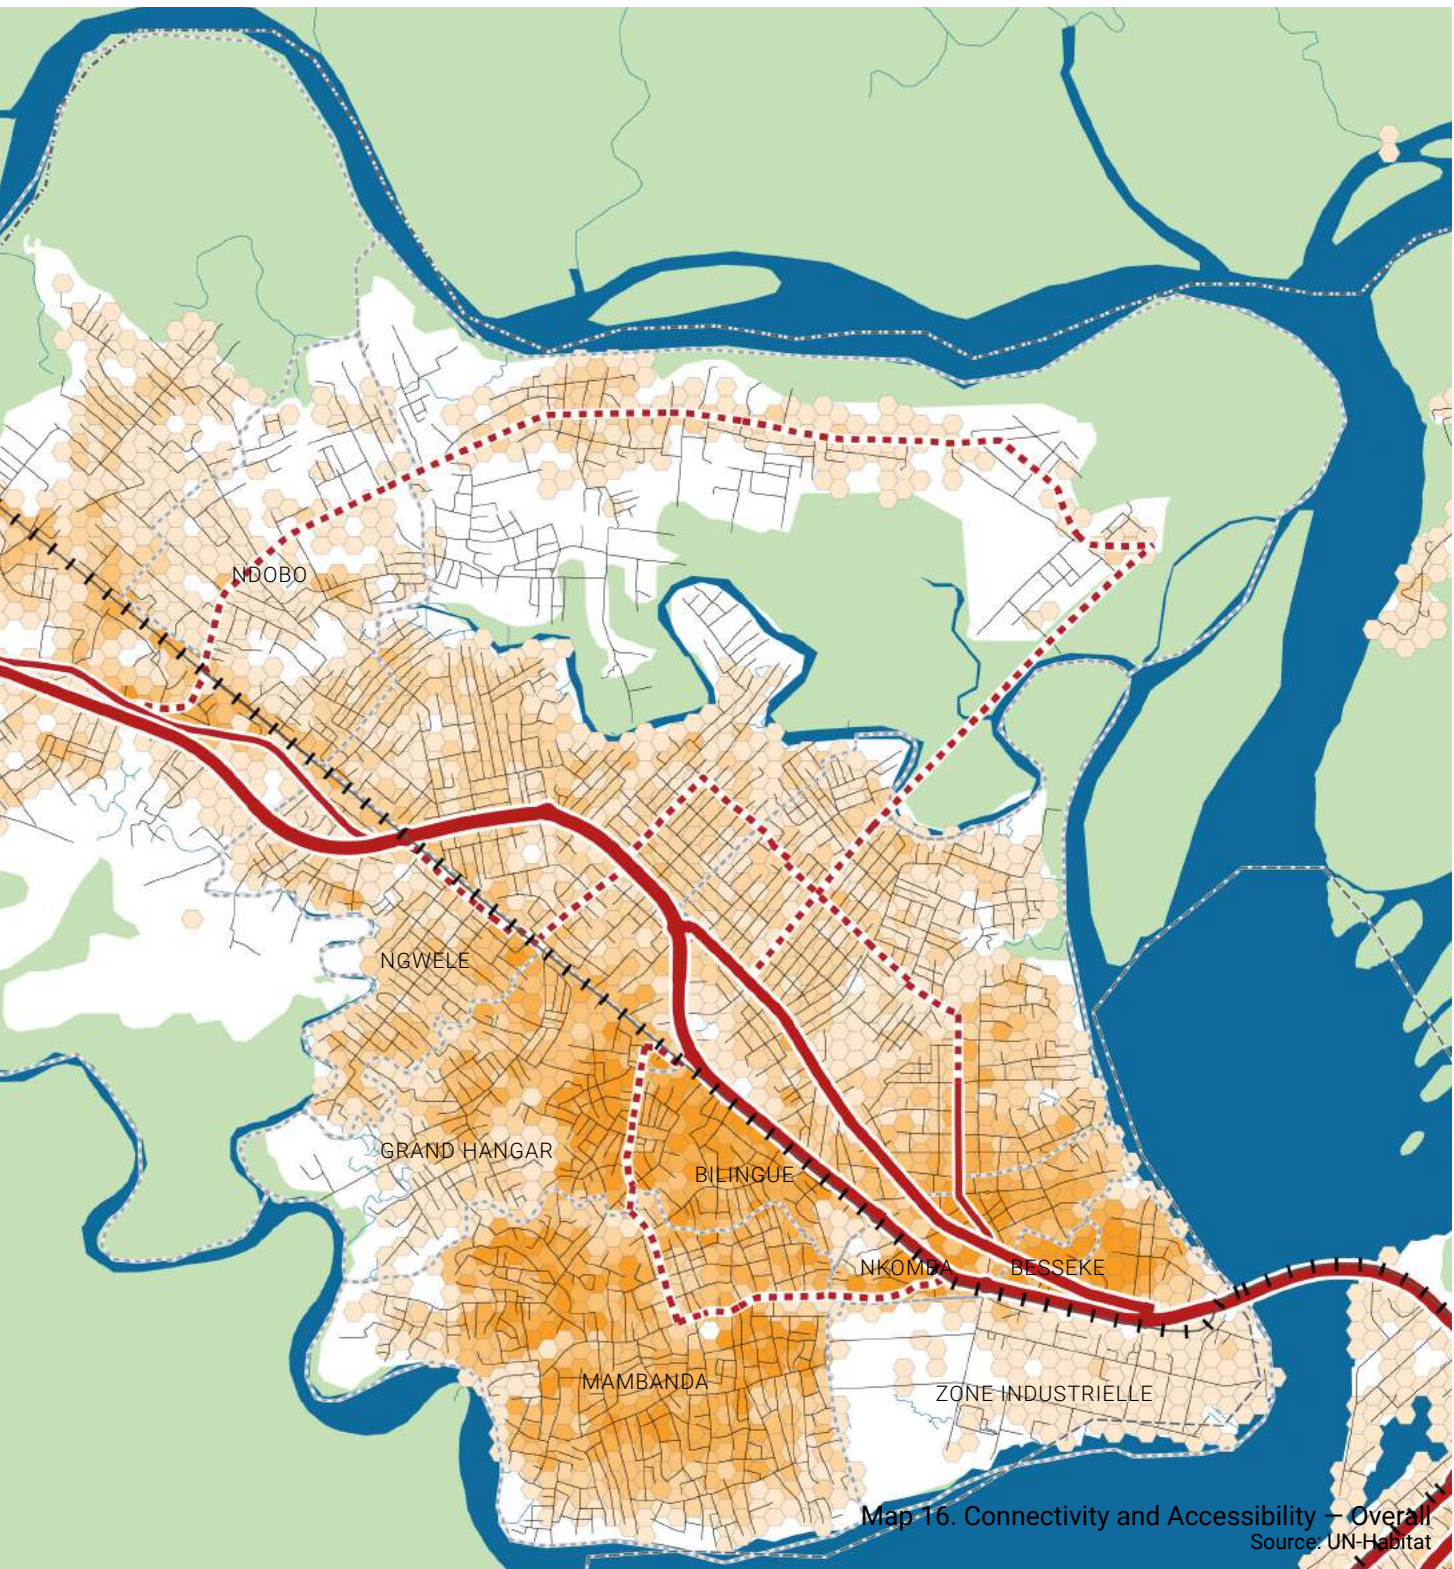 NDOBO
NGWELE
GRAND HANGAR
BILINGUE
NKOMBA
BESSEKE
MAMBANDA
ZONE INDUSTRIELLE
Map 16. Connectivity and Accessibility – Overall
Source: UN-Habitat